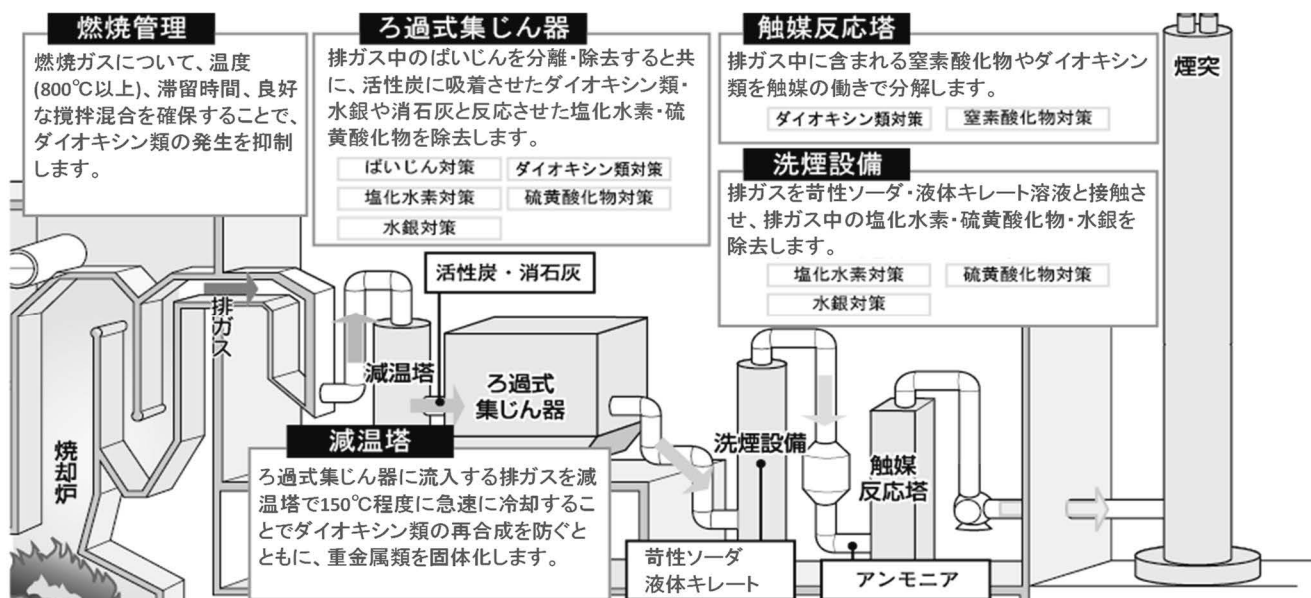 燃焼管理
燃焼ガスについて、温度
(800℃以上)、滞留時間、良好
な撹拌混合を確保することで、
ダイオキシン類の発生を抑制
します。
ろ過式集じん器
排ガス中のばいじんを分離・除去すると共
に、活性炭に吸着させたダイオキシン類・
水銀や消石灰と反応させた塩化水素・硫
黄酸化物を除去します。
ばいじん対策
ダイオキシン類対策
塩化水素対策
硫黄酸化物対策
水銀対策
触媒反応塔
排ガス中に含まれる窒素酸化物やダイオキシン
類を触媒の働きで分解します。
ダイオキシン類対策
窒素酸化物対策
洗煙設備
排ガスを苛性ソーダ・液体キレート溶液と接触さ
せ、排ガス中の塩化水素・硫黄酸化物・水銀を
除去します。
塩化水素対策
硫黄酸化物対策
水銀対策
煙突
活性炭・消石灰
排ガス
減温塔
ろ過式
集じん器
焼却炉
減温塔
ろ過式集じん器に流入する排ガスを減
温塔で150℃程度に急速に冷却するこ
とでダイオキシン類の再合成を防ぐと
ともに、重金属類を固体化します。
洗煙設備
触媒
反応塔
苛性ソーダ
液体キレート
アンモニア